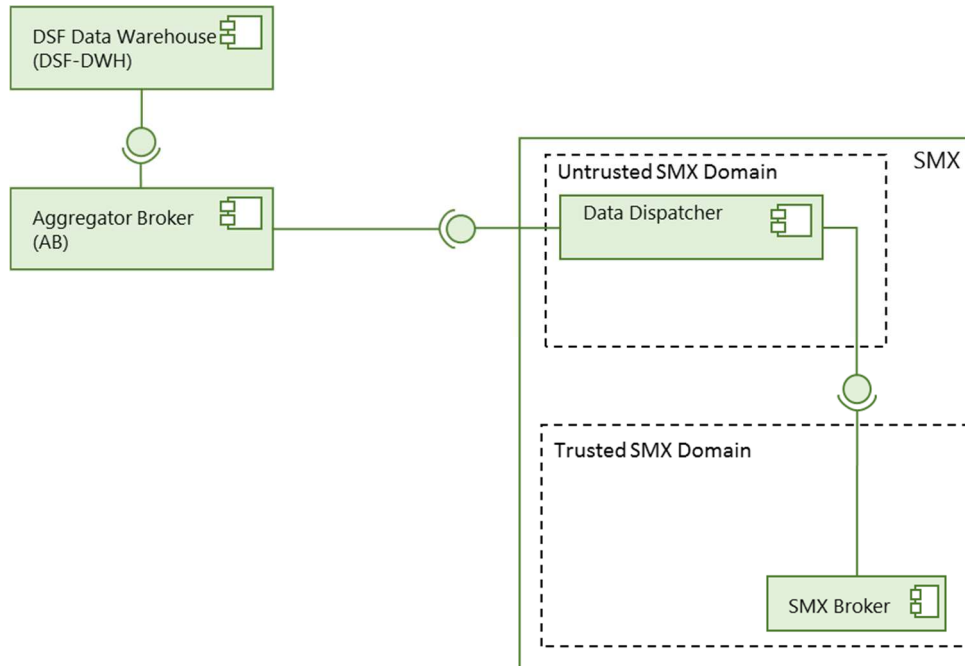 DSF Data Warehouse
(DSF-DWH)
SMX
Untrusted SMX Domain
Aggregator Broker
(AB)
Data Dispatcher
Trusted SMX Domain
SMX Broker